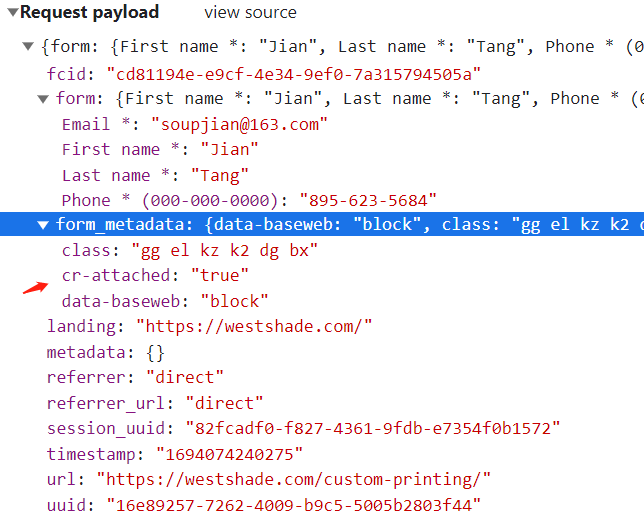 ▼Request payload view source
▼ {form: {First name *: "Jian", Last name *: "Tang", Phone * (0
fcid: "cd81194e-e9cf-4e34-9ef0-7a315794505a"
▼ form: {First name *: "Jian", Last name *: "Tang", Phone * (0
Email *: "soupjian@163.com"
First name *: "Jian"
Last name *: "Tang"
Phone * (000-000-0000): "895-623-5684"
▼ form_metadata: {data-baseweb: "block", class: "gg el kz k2 d
class: "gg el kz k2 dg bx"
cr-attached: "true"
data-baseweb: "block"
landing: "https://westshade.com/"
metadata: {}
referrer: "direct"
referrer_url: "direct"
session_uuid: "82fcadf0-f827-4361-9fdb-e7354f0b1572"
timestamp: "1694074240275"
url: "https://westshade.com/custom-printing/"
uuid: "16e89257-7262-4009-b9c5-5005b2803f44"